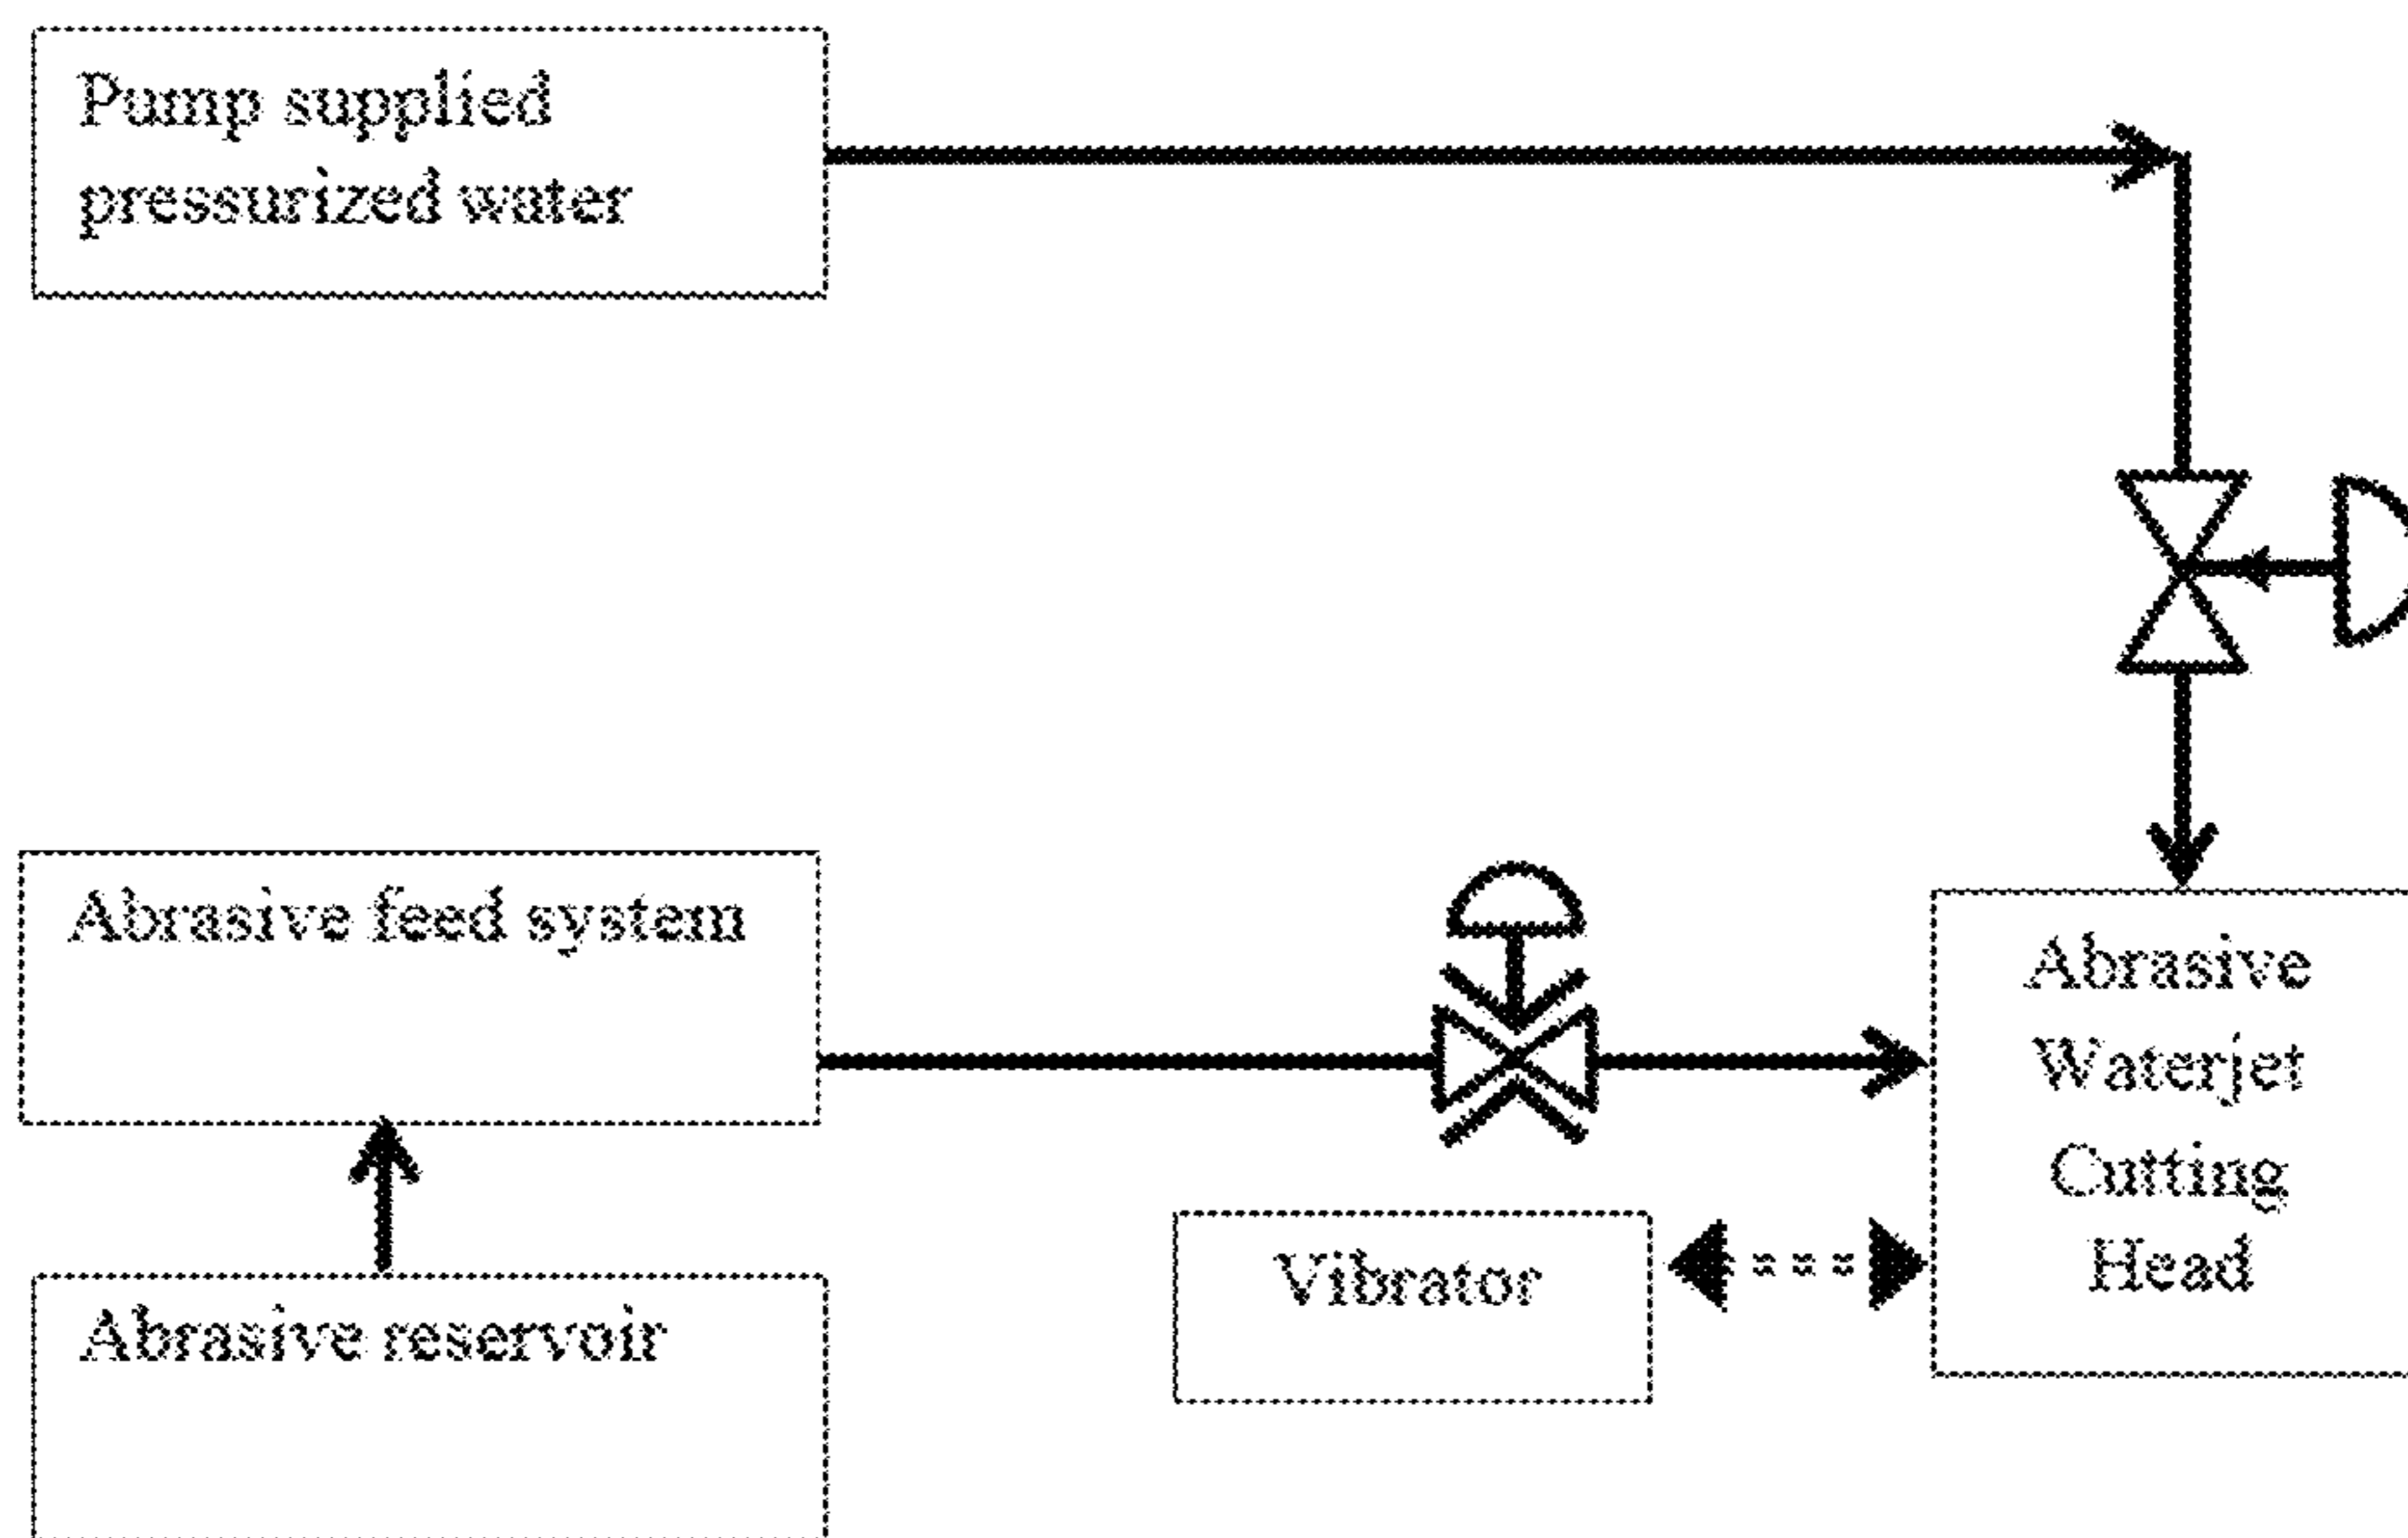 Pump supplied
pressurized water
Abrasive feed system
Abrasive
Waterjet
Cutting
Head
Vibrator
Abrasive reservoir